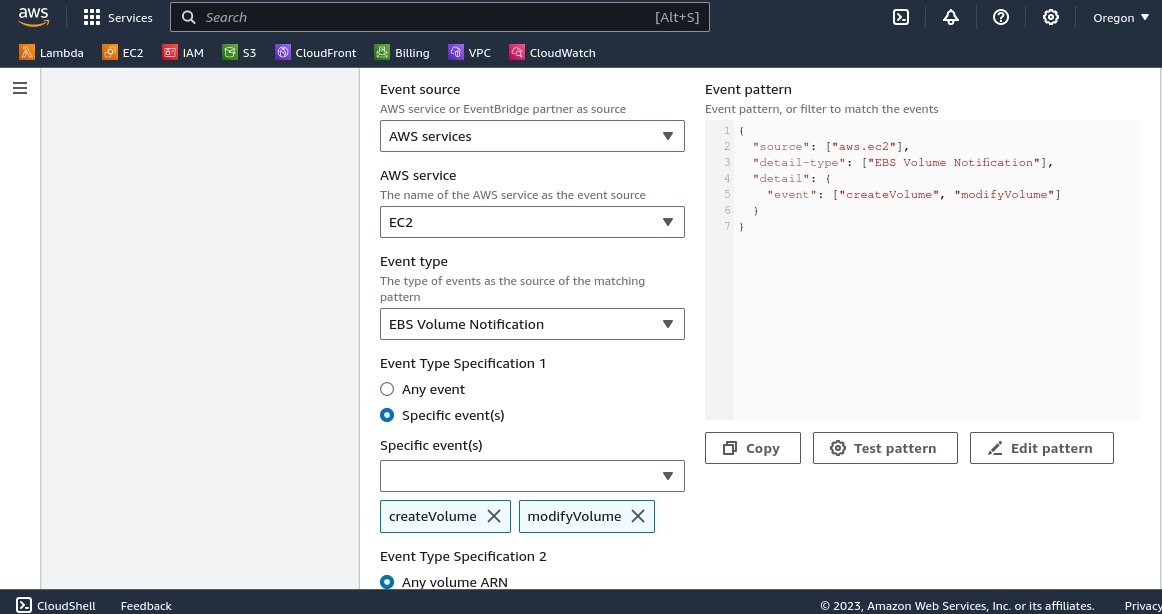 aws
Services
Search
[Alt+S]
Oregon
Lambda
EC2
IAM
S3
CloudFront
Billing
VPC
CloudWatch
Event source
AWS service or EventBridge partner as source
AWS services
AWS service
The name of the AWS service as the event source
EC2
Event type
The type of events as the source of the matching
pattern
EBS Volume Notification
Event Type Specification 1
Any event
Specific event(s)
Specific event(s)
createVolume
modifyVolume
Event Type Specification 2
Any volume ARN
Event pattern
Event pattern, or filter to match the events
1 {
2   "source": ["aws.ec2"],
3   "detail-type": ["EBS Volume Notification"],
4   "detail": {
5     "event": ["createVolume", "modifyVolume"]
6   }
7 }
Copy
Test pattern
Edit pattern
CloudShell
Feedback
© 2023, Amazon Web Services, Inc. or its affiliates.
Privacy